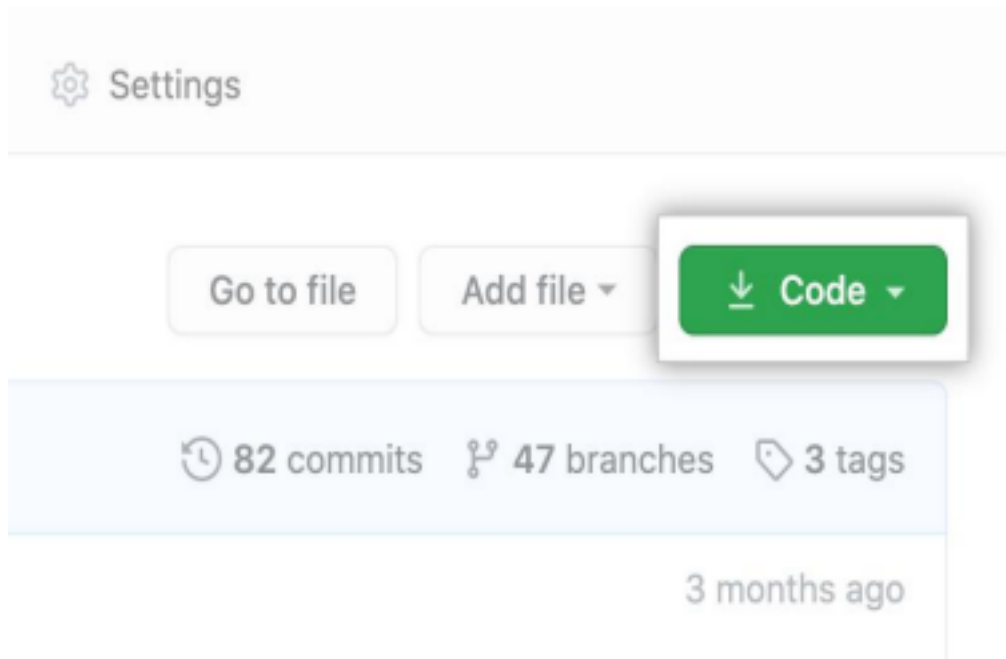 Settings
Go to file Add file Code
82 commits 47 branches 3 tags
3 months ago